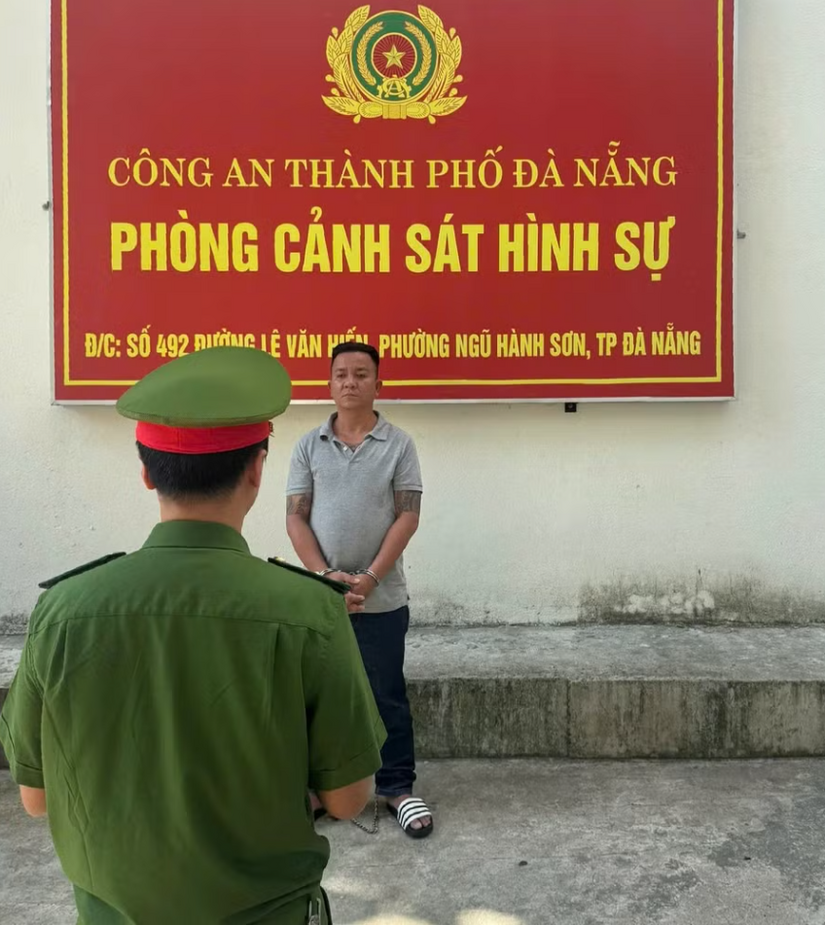 CÔNG AN THÀNH PHỐ ĐÀ NẴNG
PHÒNG CẢNH SÁT HÌNH SỰ
Đ/C: SỐ 492 ĐƯỜNG LÊ VĂN HIẾN, PHƯỜNG NGŨ HÀNH SƠN, TP ĐÀ NẴNG